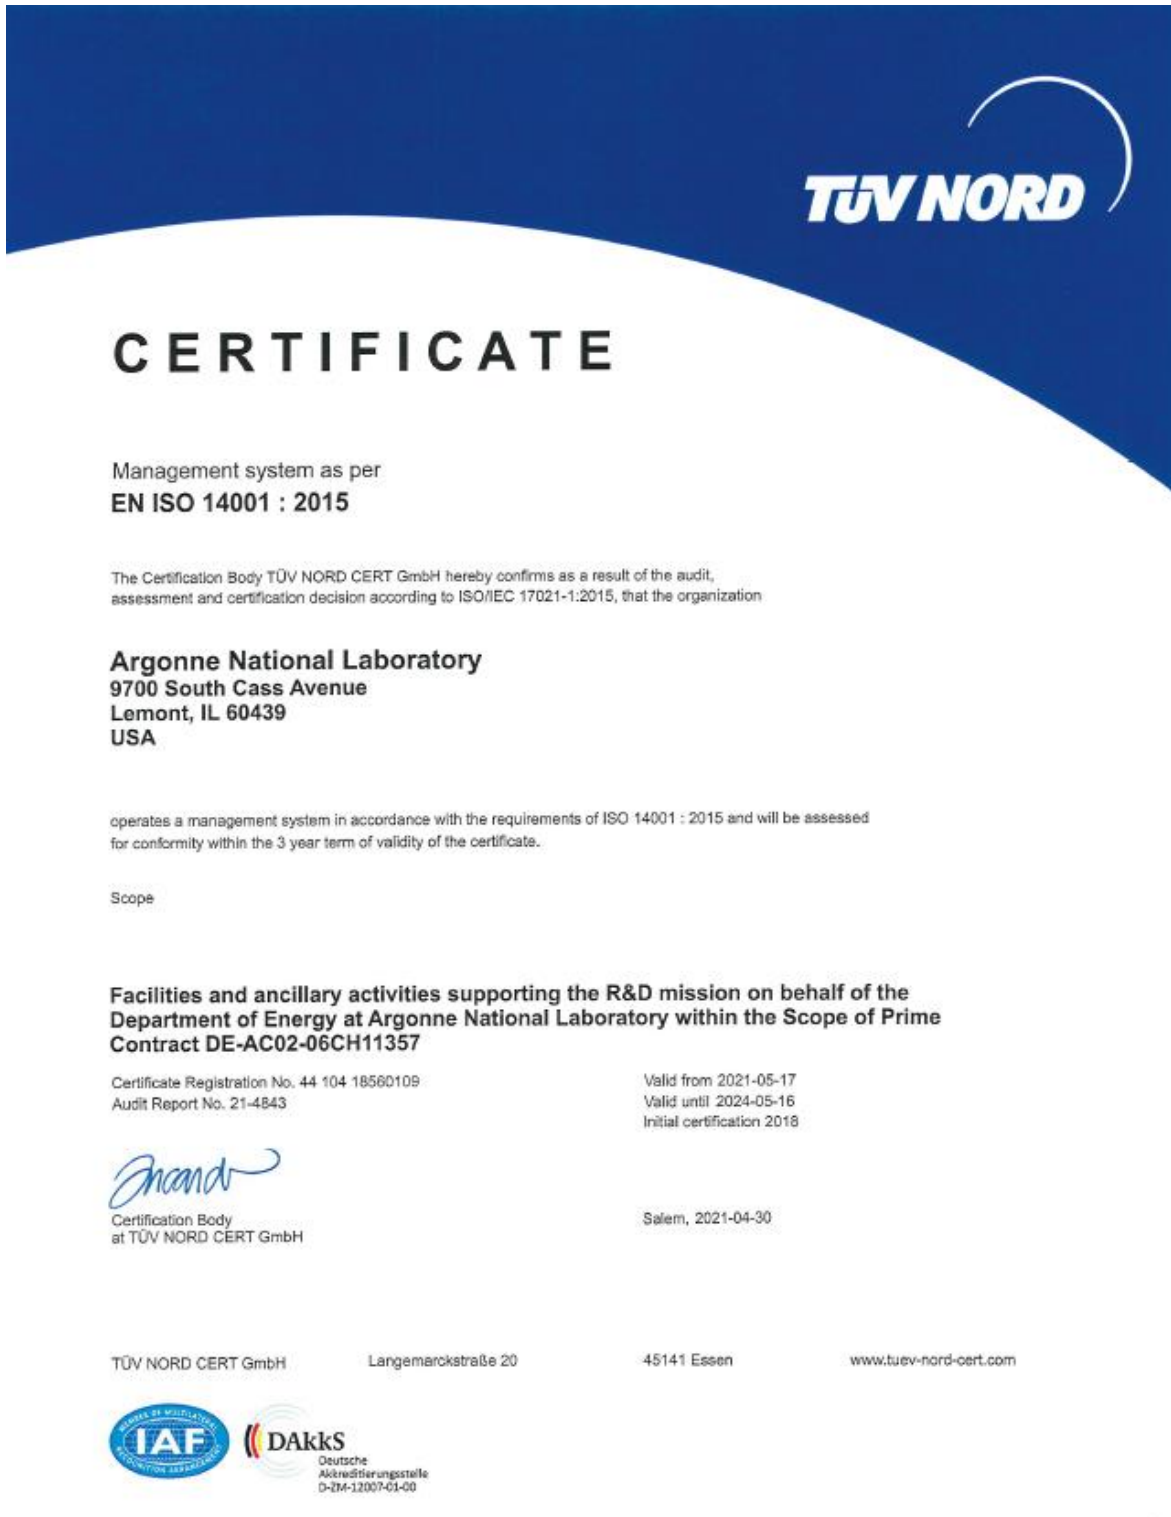 TÜV NORD
CERTIFICATE
Management system as per
EN ISO 14001 : 2015
The Certification Body TÜV NORD CERT GmbH hereby confirms as a result of the audit,
assessment and certification decision according to ISO/IEC 17021-1:2015, that the organization
Argonne National Laboratory
9700 South Cass Avenue
Lemont, IL 60439
USA
operates a management system in accordance with the requirements of ISO 14001 : 2015 and will be assessed
for conformity within the 3 year term of validity of the certificate.
Scope
Facilities and ancillary activities supporting the R&D mission on behalf of the
Department of Energy at Argonne National Laboratory within the Scope of Prime
Contract DE-AC02-06CH11357
Certificate Registration No. 44 104 18560109
Audit Report No. 21-4843
Valid from 2021-05-17
Valid until 2024-05-16
Initial certification 2018
Certification Body
at TÜV NORD CERT GmbH
Salem, 2021-04-30
TÜV NORD CERT GmbH Langemarckstraße 20 45141 Essen www.tuev-nord-cert.com
MEMBER OF MULTILATERAL
IAF
RECOGNITION ARRANGEMENT
DAkkS
Deutsche
Akkreditierungsstelle
D-ZM-12007-01-00